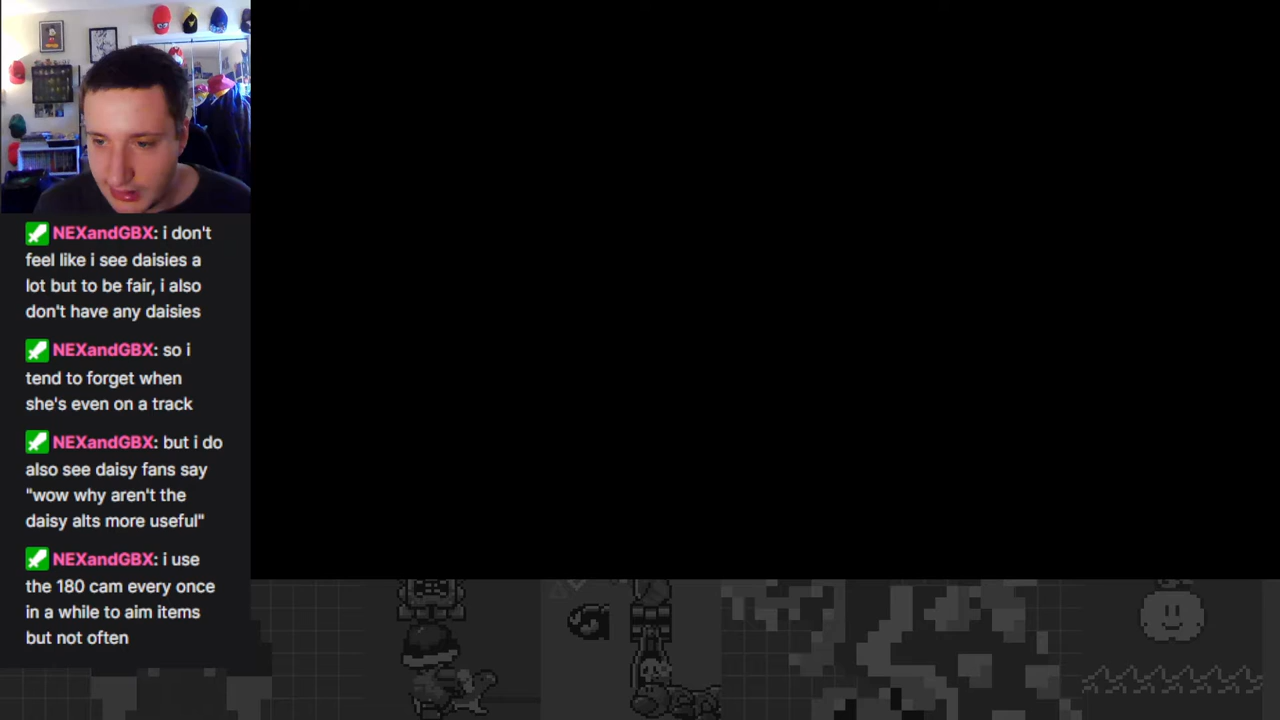 NEXandGBX: i don't
feel like i see daisies a
lot but to be fair, i also
don't have any daisies
NEXandGBX: so i
tend to forget when
she's even on a track
NEXandGBX: but i do
also see daisy fans say
"wow why aren't the
daisy alts more useful"
NEXandGBX: i use
the 180 cam every once
in a while to aim items
but not often